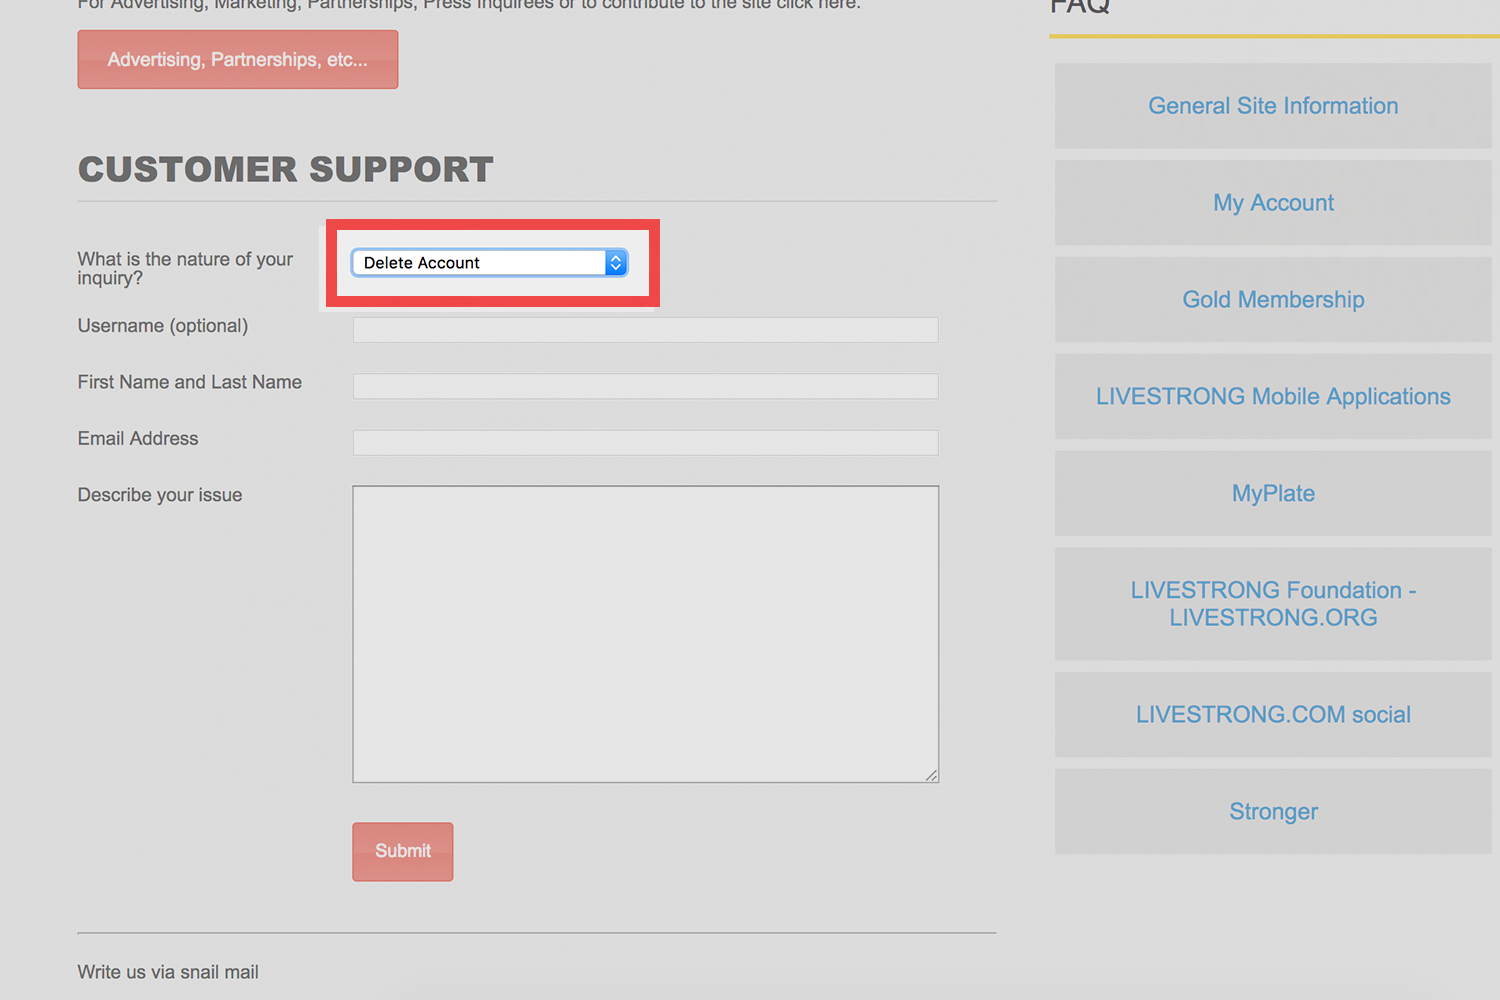 For Advertising, Marketing, Partnerships, Press Inquirees or to contribute to the site click here.
Advertising, Partnerships, etc...
CUSTOMER SUPPORT
What is the nature of your
inquiry?
Delete Account
Username (optional)
First Name and Last Name
Email Address
Describe your issue
Submit
Write us via snail mail
FAQ
General Site Information
My Account
Gold Membership
LIVESTRONG Mobile Applications
MyPlate
LIVESTRONG Foundation -
LIVESTRONG.ORG
LIVESTRONG.COM social
Stronger